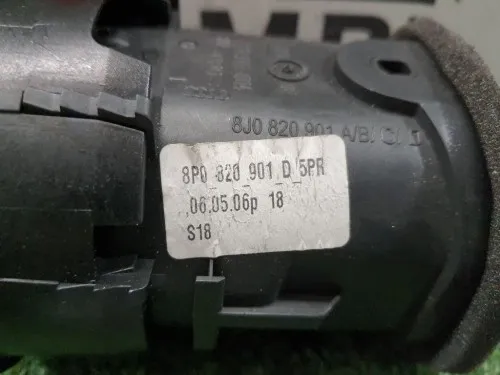 8J0 820 901 A/B/C/D
8P0 820 901 D 5PR
06.05.06p 18
S18